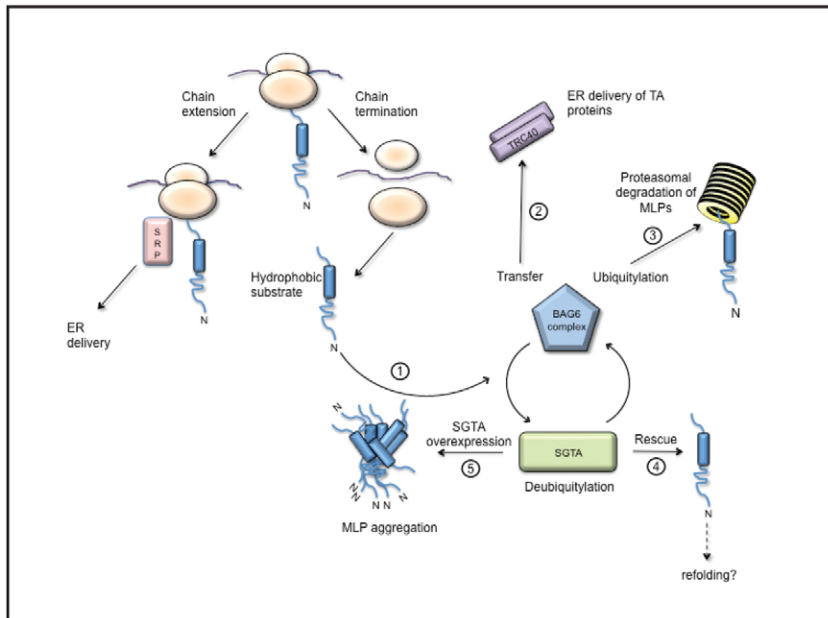 Chain
extension
Chain
termination
N
S
R
P
N
ER
delivery
Hydrophobic
substrate
N
TRC40
ER delivery of TA
proteins
2
Transfer
Proteasomal
degradation of
MLPs
3
Ubiquitylation
N
BAG6
complex
1
SGTA
overexpression
5
SGTA
Deubiquitylation
Rescue
4
N
refolding?
N
N
N
N N
N
MLP aggregation